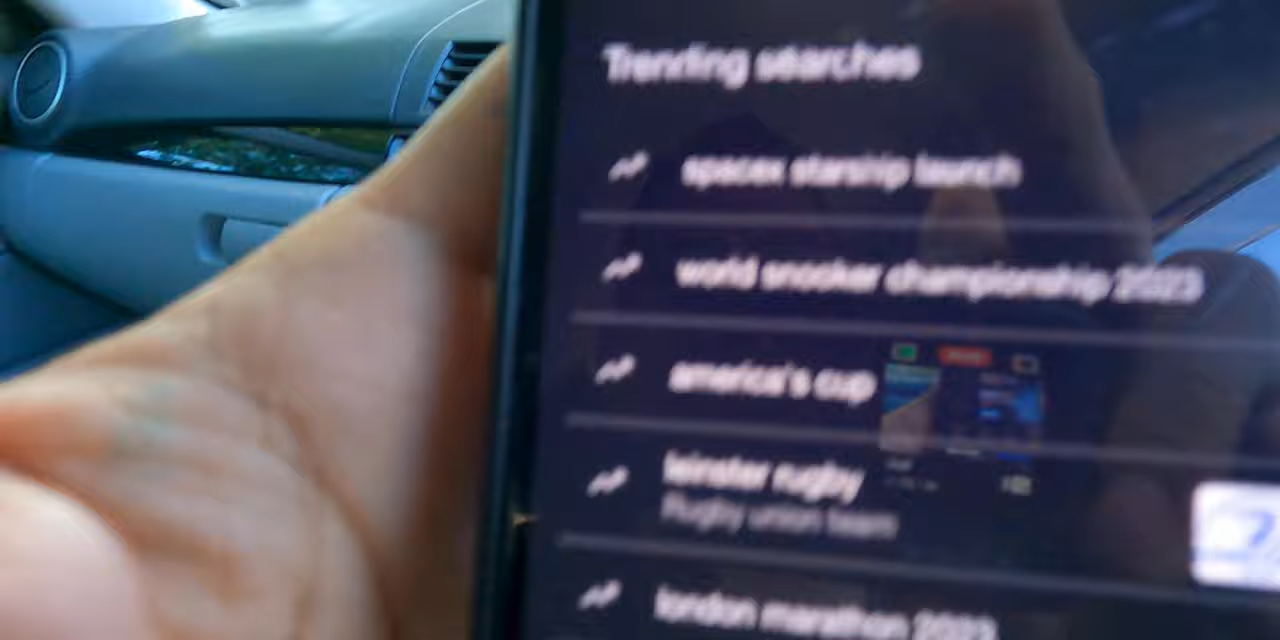 Trending searches
spacex starship launch
world snooker championship 2023
america's cup
leinster rugby
Rugby union team
london marathon 2023